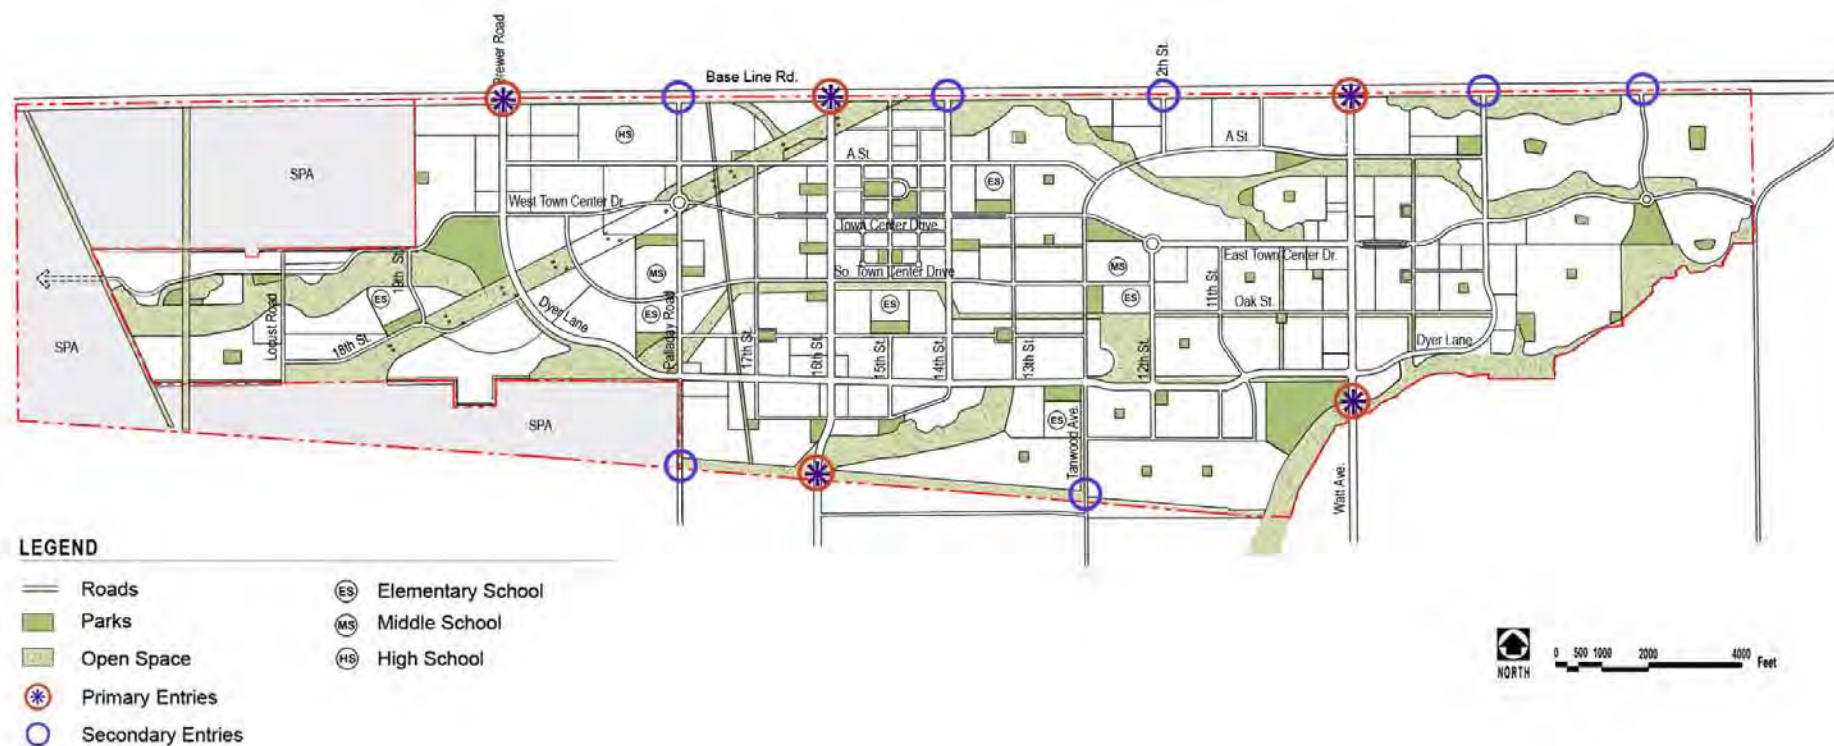 Brewer Road
Base Line Rd.
2th St.
HS
SPA
A St.
A St.
ES
West Town Center Dr.
Town Center Drive
East Town Center Dr.
So. Town Center Drive
MS
MS
19th St.
ES
ES
ES
ES
11th St.
Oak St.
Dyer Lane
Dyer Lane
Locust Road
18th St.
Palladay Road
17th St.
16th St.
15th St.
14th St.
13th St.
12th St.
SPA
SPA
ES
Tanwood Ave.
Watt Ave.
LEGEND
Roads
Parks
Open Space
Primary Entries
Secondary Entries
ES Elementary School
MS Middle School
HS High School
NORTH
0 500 1000 2000 4000 Feet